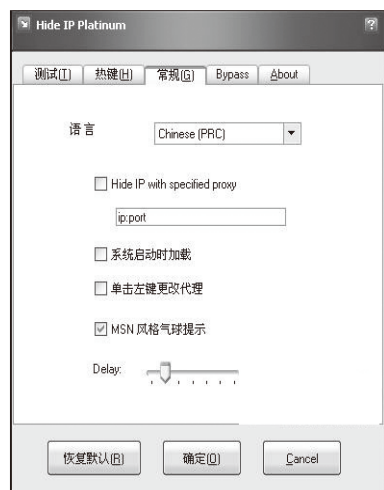 Hide IP Platinum
?
测试(T) 热键(H) 常规(G) Bypass About
语言 Chinese (PRC)
Hide IP with specified proxy
ip:port
系统启动时加载
单击左键更改代理
MSN 风格气球提示
Delay:
恢复默认(R) 确定(O) Cancel